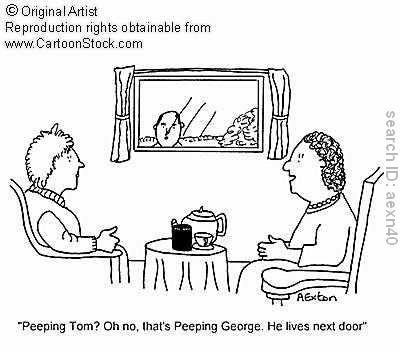 © Original Artist
Reproduction rights obtainable from
www.CartoonStock.com
search ID: aexn40
AExton
"Peeping Tom? Oh no, that's Peeping George. He lives next door"